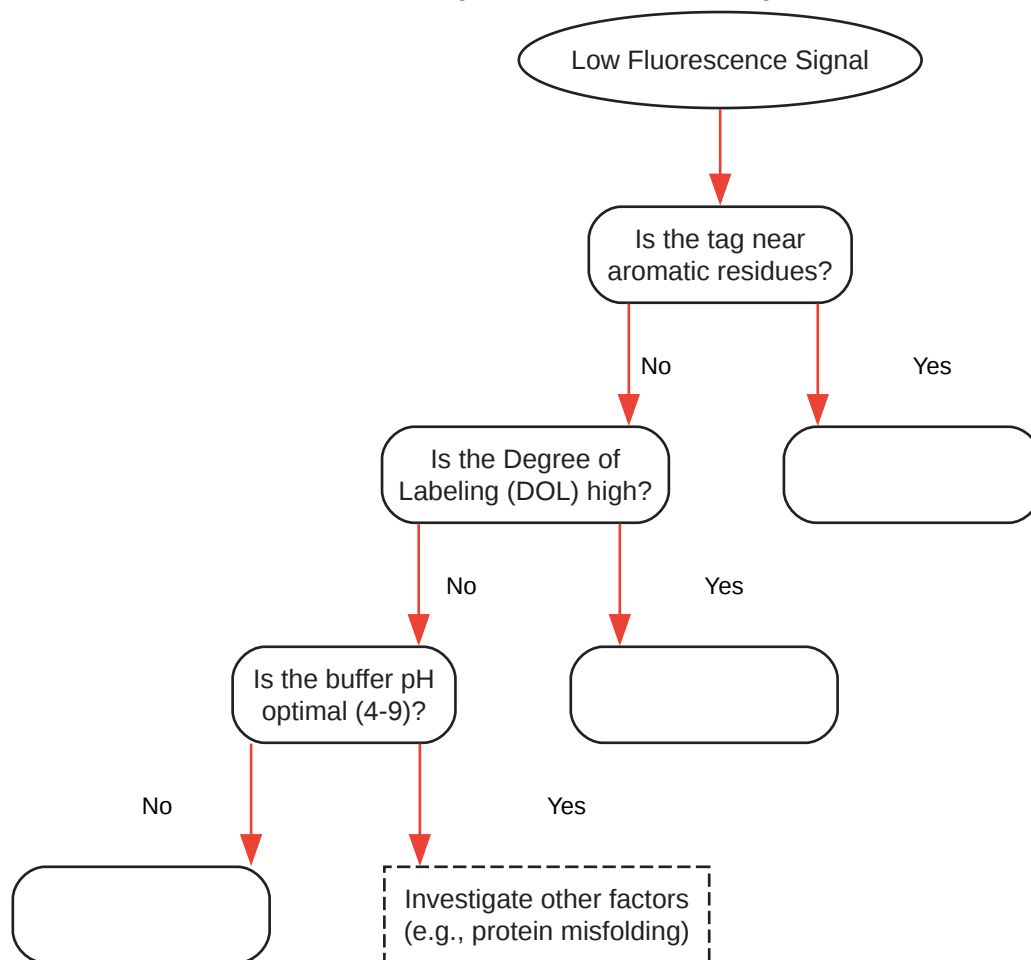 Low Fluorescence Signal
Is the tag near
aromatic residues?
No
Yes
Is the Degree of
Labeling (DOL) high?
No
Yes
Is the buffer pH
optimal (4-9)?
No
Yes
Investigate other factors
(e.g., protein misfolding)